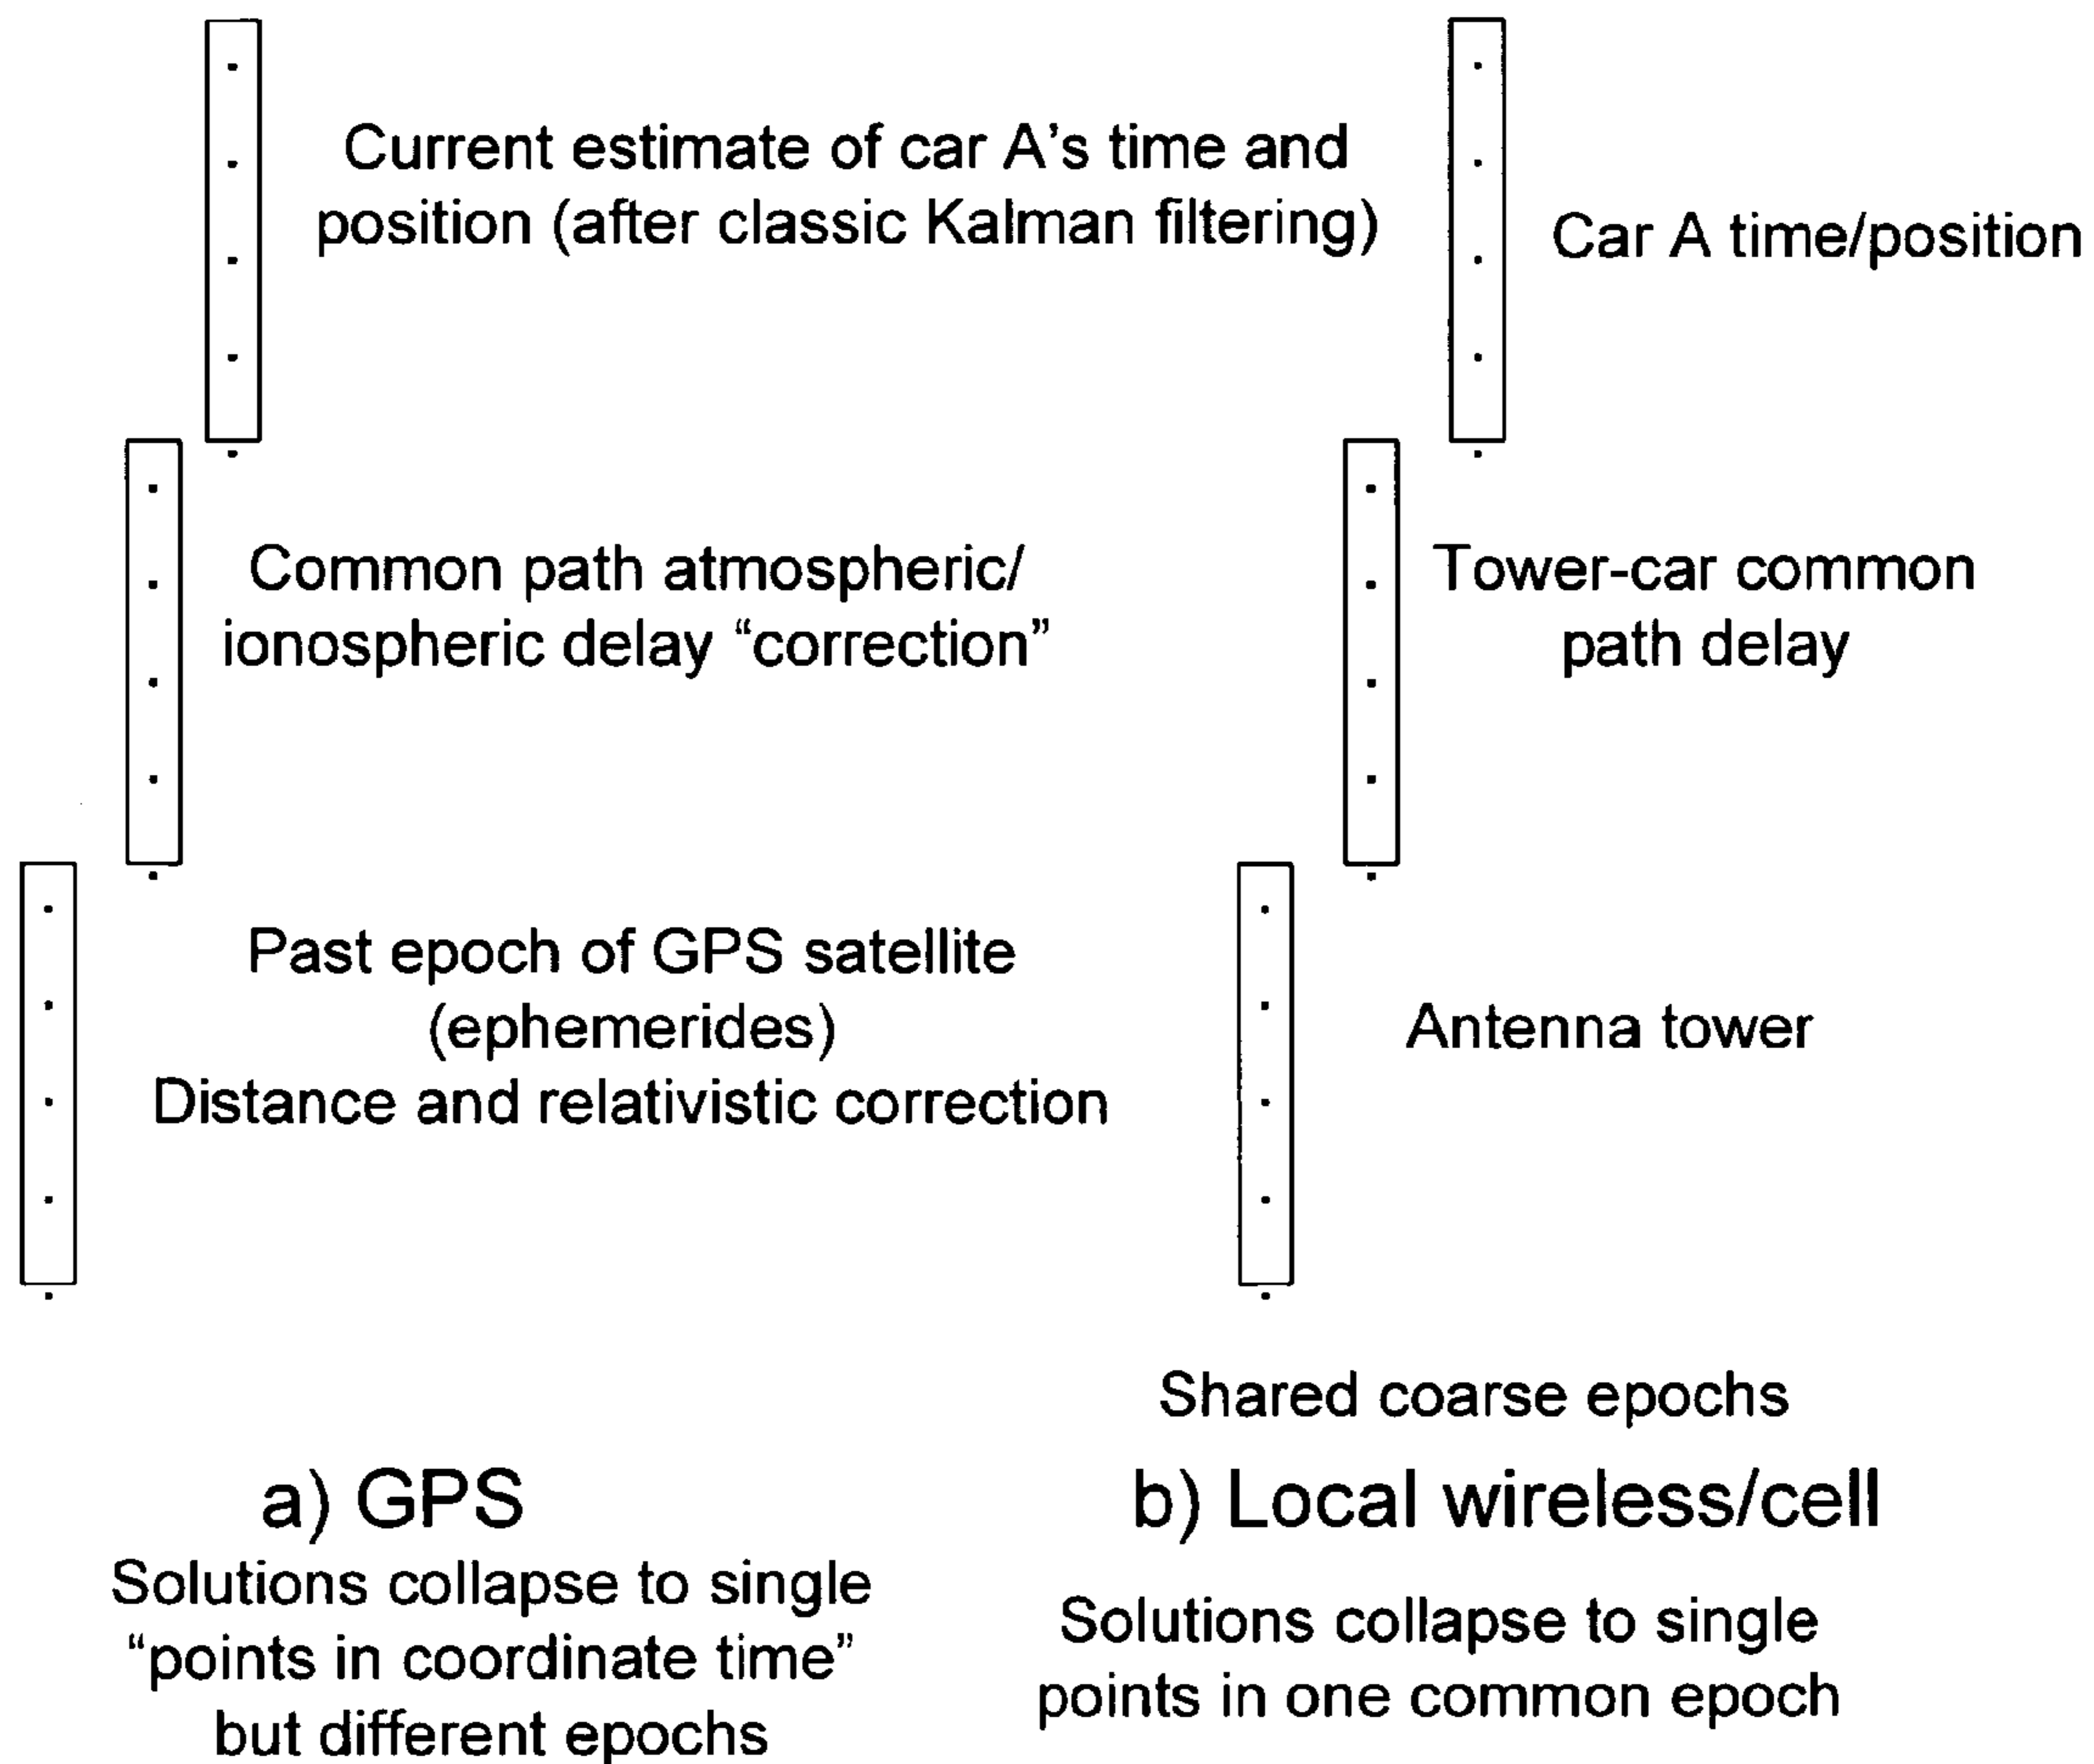 Current estimate of car A's time and
position (after classic Kalman filtering)
Common path atmospheric/
ionospheric delay “correction”
Past epoch of GPS satellite
(ephemerides)
Distance and relativistic correction
a) GPS
Solutions collapse to single
“points in coordinate time”
but different epochs
Car A time/position
Tower-car common
path delay
Antenna tower
Shared coarse epochs
b) Local wireless/cell
Solutions collapse to single
points in one common epoch